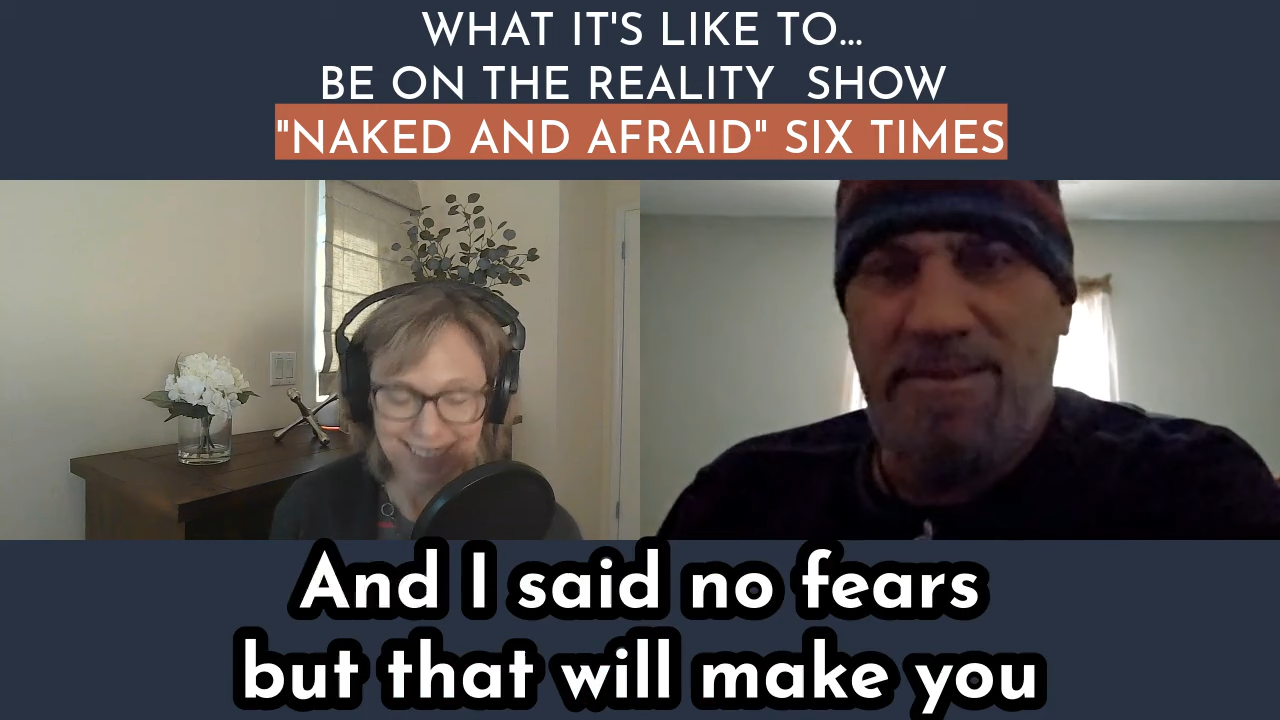 WHAT IT'S LIKE TO...
BE ON THE REALITY SHOW
"NAKED AND AFRAID" SIX TIMES
And I said no fears
but that will make you